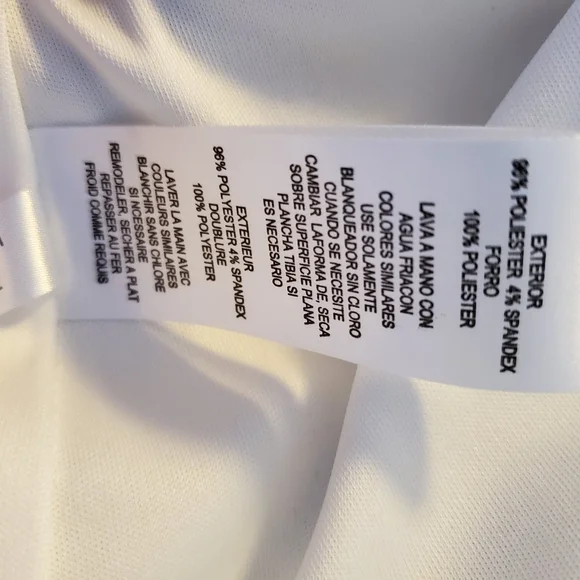 EXTERIOR
96% POLIESTER 4% SPANDEX
FORRO
100% POLIESTER
LAVA A MANO CON
AGUA FRIACON
COLORES SIMILARES
USE SOLAMENTE
BLANQUEADOR SIN CLORO
CUANDO SE NECESITE
CAMBIAR LAFORMA DE, SECA
SOBRE SUPERFICIE PLANA
PLANCHA TIBIA SI
ES NECESARIO
EXTERIEUR
96% POLYESTER 4% SPANDEX
DOUBLURE
100% POLYESTER
LAVER LA MAIN AVEC
COULEURS SIMILAIRES
BLANCHIR SANS CHLORE
SI NCESSAIRE
REMODELER, SECHER A PLAT
REPASSER AU FER
FROID COMME REQUIS